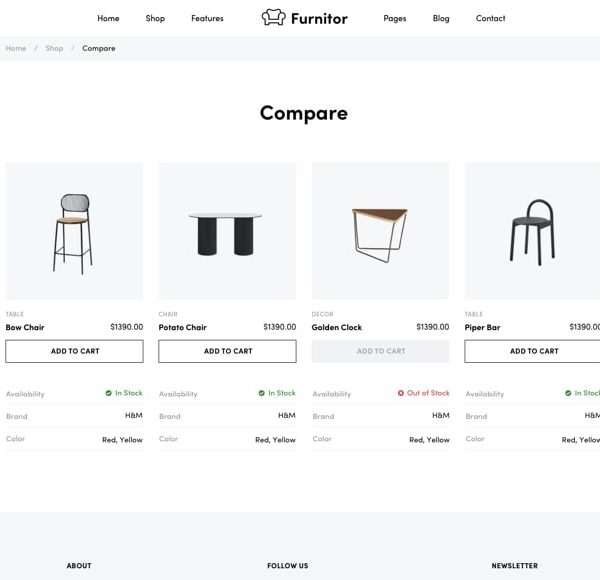 Home Shop Features Furnitor Pages Blog Contact
Home / Shop / Compare
Compare
TABLE CHAIR DECOR TABLE
Bow Chair $1390.00 Potato Chair $1390.00 Golden Clock $1390.00 Piper Bar $1390.00
ADD TO CART ADD TO CART ADD TO CART ADD TO CART
Availability In Stock Availability In Stock Availability Out of Stock Availability In Stock
Brand H&M Brand H&M Brand H&M Brand H&M
Color Red, Yellow Color Red, Yellow Color Red, Yellow Color Red, Yellow
ABOUT FOLLOW US NEWSLETTER